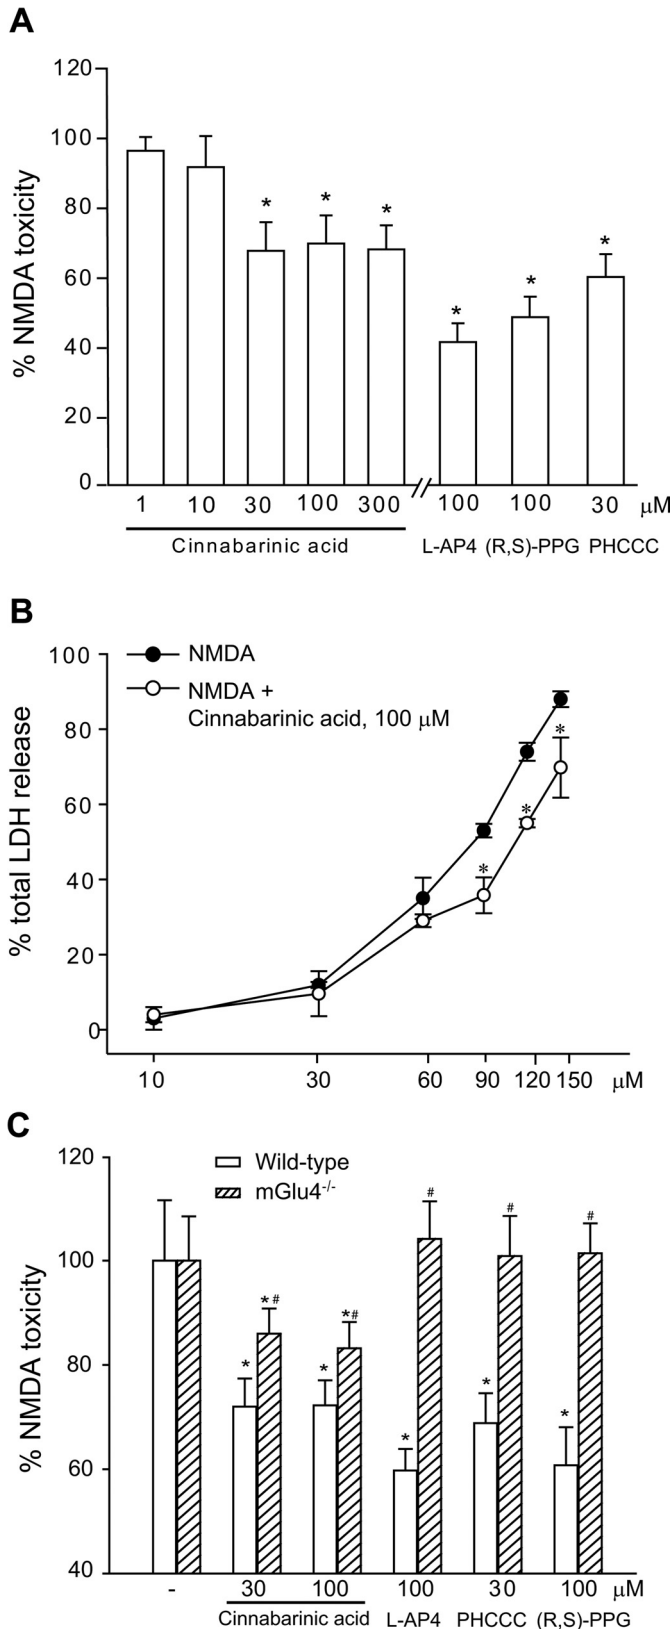 A
% NMDA toxicity
120
100
80
60
40
20
0
* * * * * *
1 10 30 100 300 100 100 30 μM
Cinnabarinic acid
L-AP4 (R,S)-PPG PHCCC
B
% total LDH release
100
80
60
40
20
0
NMDA
NMDA +
Cinnabarinic acid, 100 μM
* * *
10 30 60 90 120 150 μM
C
% NMDA toxicity
120
100
80
60
40
Wild-type
mGlu4-/-
* *# * *# * # * # * #
- 30 100 100 30 100 μM
Cinnabarinic acid L-AP4 PHCCC (R,S)-PPG